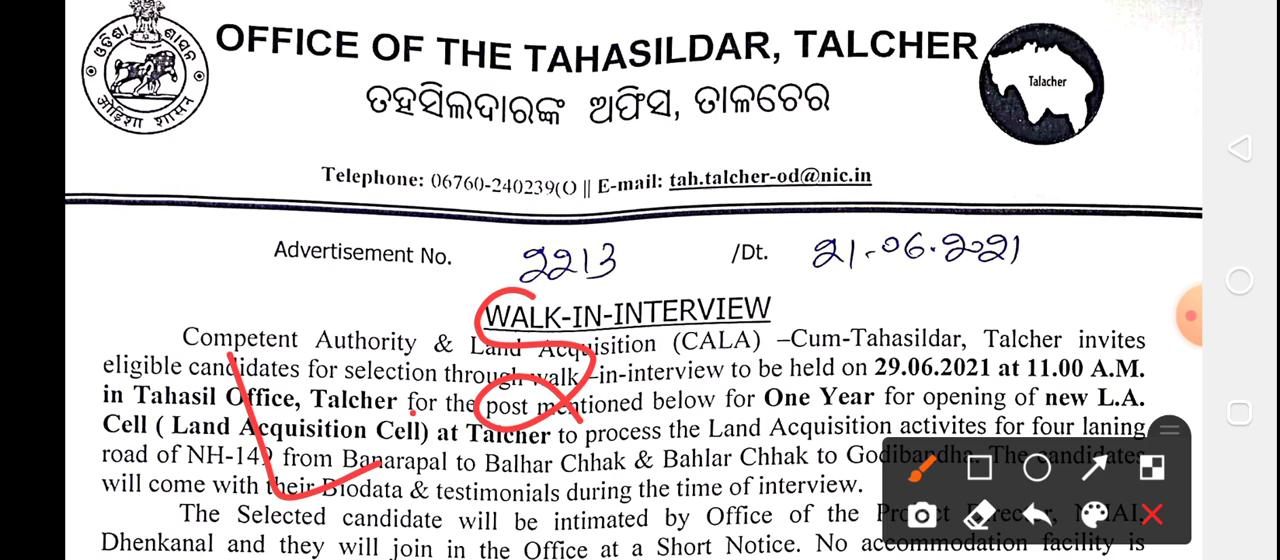 ଓଡ଼ିଶା ଶାସନ
ओड़िशा शासन
OFFICE OF THE TAHASILDAR, TALCHER
ତହସିଲଦାରଙ୍କ ଅଫିସ, ତାଳଚେର
Talacher
Telephone: 06760-240239(O || E-mail: tah.talcher-od@nic.in
Advertisement No. 2213 /Dt. 21-06.2021
WALK-IN-INTERVIEW
Competent Authority & Land Acquisition (CALA) –Cum-Tahasildar, Talcher invites
eligible candidates for selection through walk –in-interview to be held on 29.06.2021 at 11.00 A.M.
in Tahasil Office, Talcher for the post mentioned below for One Year for opening of new L.A.
Cell ( Land Acquisition Cell) at Talcher to process the Land Acquisition activites for four laning
road of NH-149 from Banarapal to Balhar Chhak & Bahlar Chhak to Godibandha. The candidates
will come with their Biodata & testimonials during the time of interview.
The Selected candidate will be intimated by Office of the
Dhenkanal and they will join in the Office at a Short Notice. No accommodation facility is